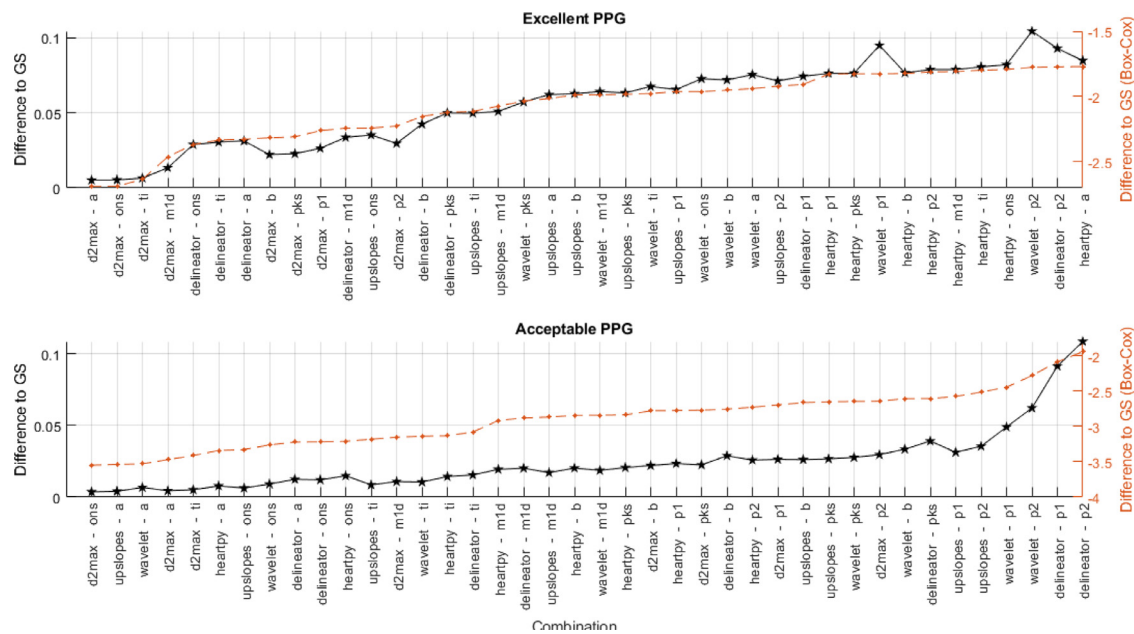 Excellent PPG
Difference to GS
0.1
0.05
0
Difference to GS (Box-Cox)
-1.5
-2
-2.5
d2max - a
d2max - ons
d2max - ti
d2max - m1d
delineator - ons
delineator - ti
delineator - a
d2max - b
d2max - pks
d2max - p1
delineator - m1d
upslopes - ons
d2max - p2
delineator - b
delineator - pks
upslopes - ti
upslopes - m1d
wavelet - pks
upslopes - a
upslopes - b
wavelet - m1d
upslopes - pks
wavelet - ti
upslopes - p1
wavelet - ons
wavelet - b
wavelet - a
upslopes - p2
delineator - p1
heartpy - p1
heartpy - pks
wavelet - p1
heartpy - b
heartpy - p2
heartpy - m1d
heartpy - ti
heartpy - ons
wavelet - p2
delineator - p2
heartpy - a
Acceptable PPG
Difference to GS
0.1
0.05
0
Difference to GS (Box-Cox)
-2
-2.5
-3
-3.5
-4
d2max - ons
upslopes - a
wavelet - a
d2max - a
d2max - ti
heartpy - a
upslopes - ons
wavelet - ons
delineator - a
delineator - ons
heartpy - ons
upslopes - ti
d2max - m1d
wavelet - ti
heartpy - ti
delineator - ti
heartpy - m1d
delineator - m1d
upslopes - m1d
heartpy - b
wavelet - m1d
heartpy - pks
d2max - b
heartpy - p1
d2max - pks
delineator - b
heartpy - p2
d2max - p2
upslopes - b
upslopes - pks
wavelet - pks
d2max - p1
wavelet - b
delineator - pks
upslopes - p1
upslopes - p2
wavelet - p1
wavelet - p2
delineator - p1
delineator - p2
Combination